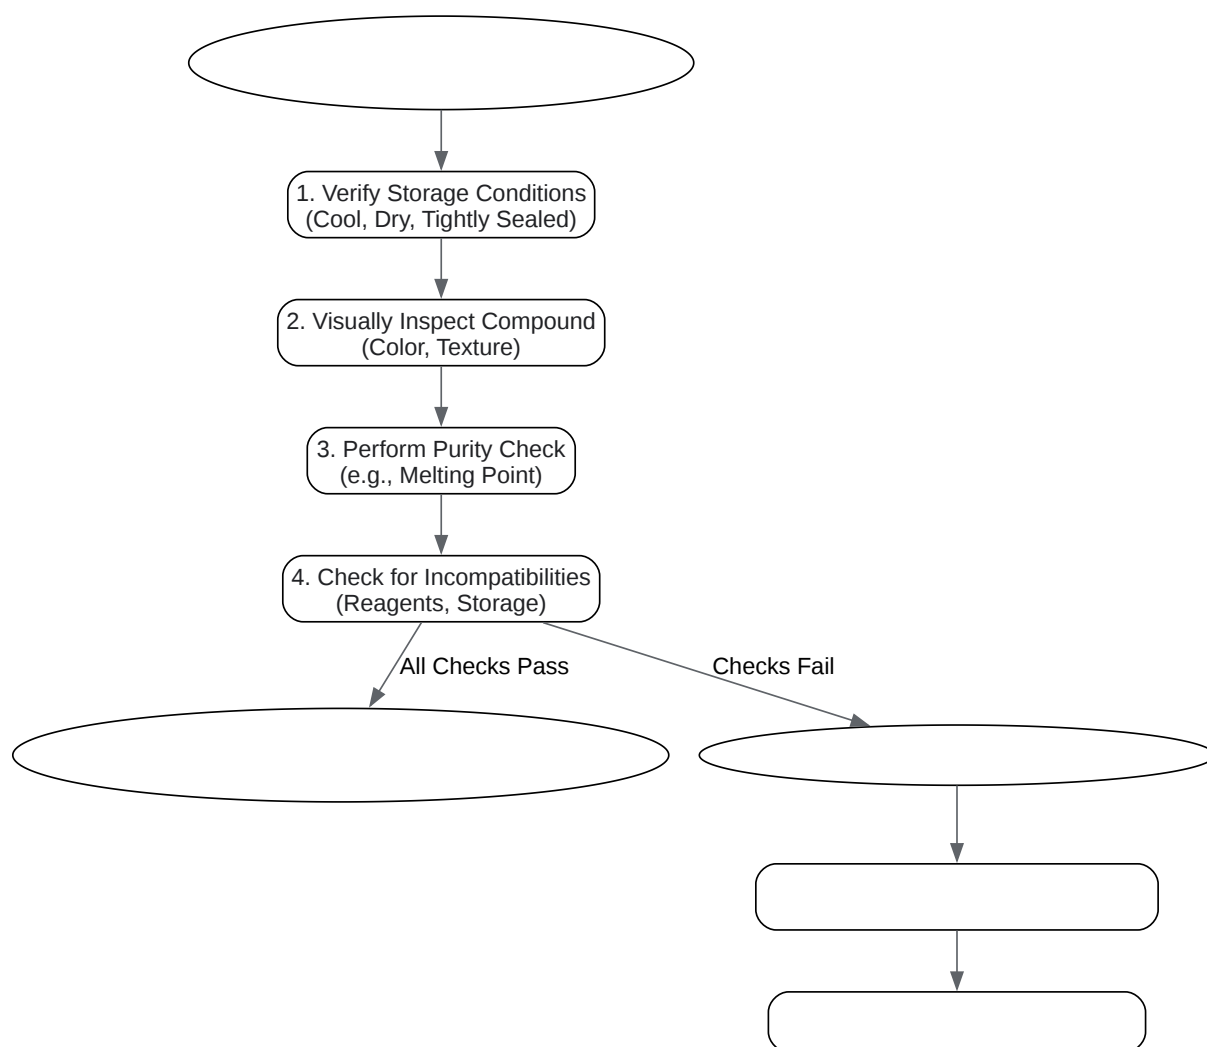 1. Verify Storage Conditions
(Cool, Dry, Tightly Sealed)
2. Visually Inspect Compound
(Color, Texture)
3. Perform Purity Check
(e.g., Melting Point)
4. Check for Incompatibilities
(Reagents, Storage)
All Checks Pass
Checks Fail